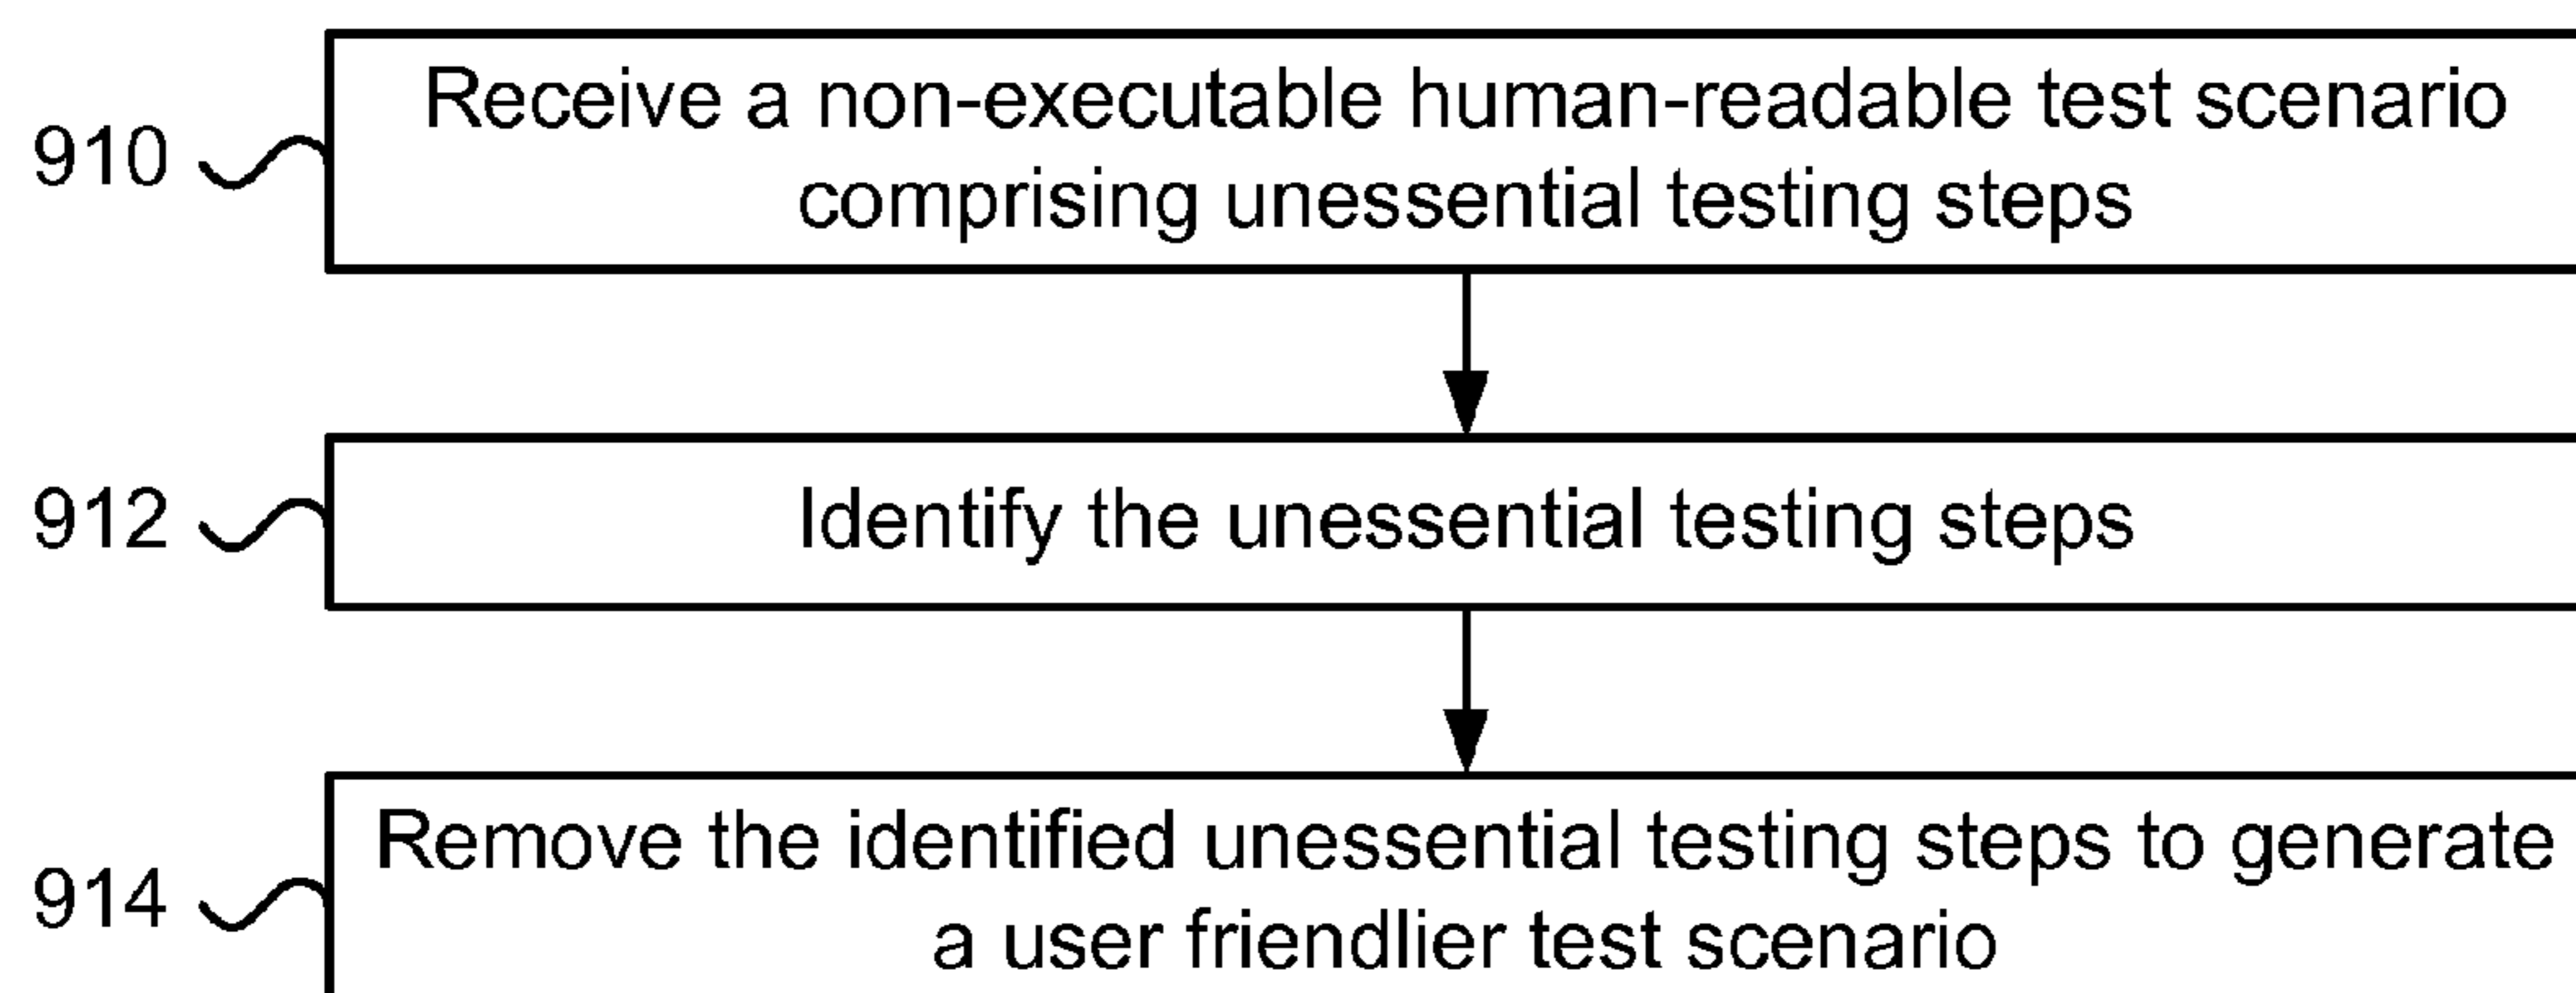 910
Receive a non-executable human-readable test scenario
comprising unessential testing steps
912
Identify the unessential testing steps
914
Remove the identified unessential testing steps to generate
a user friendlier test scenario